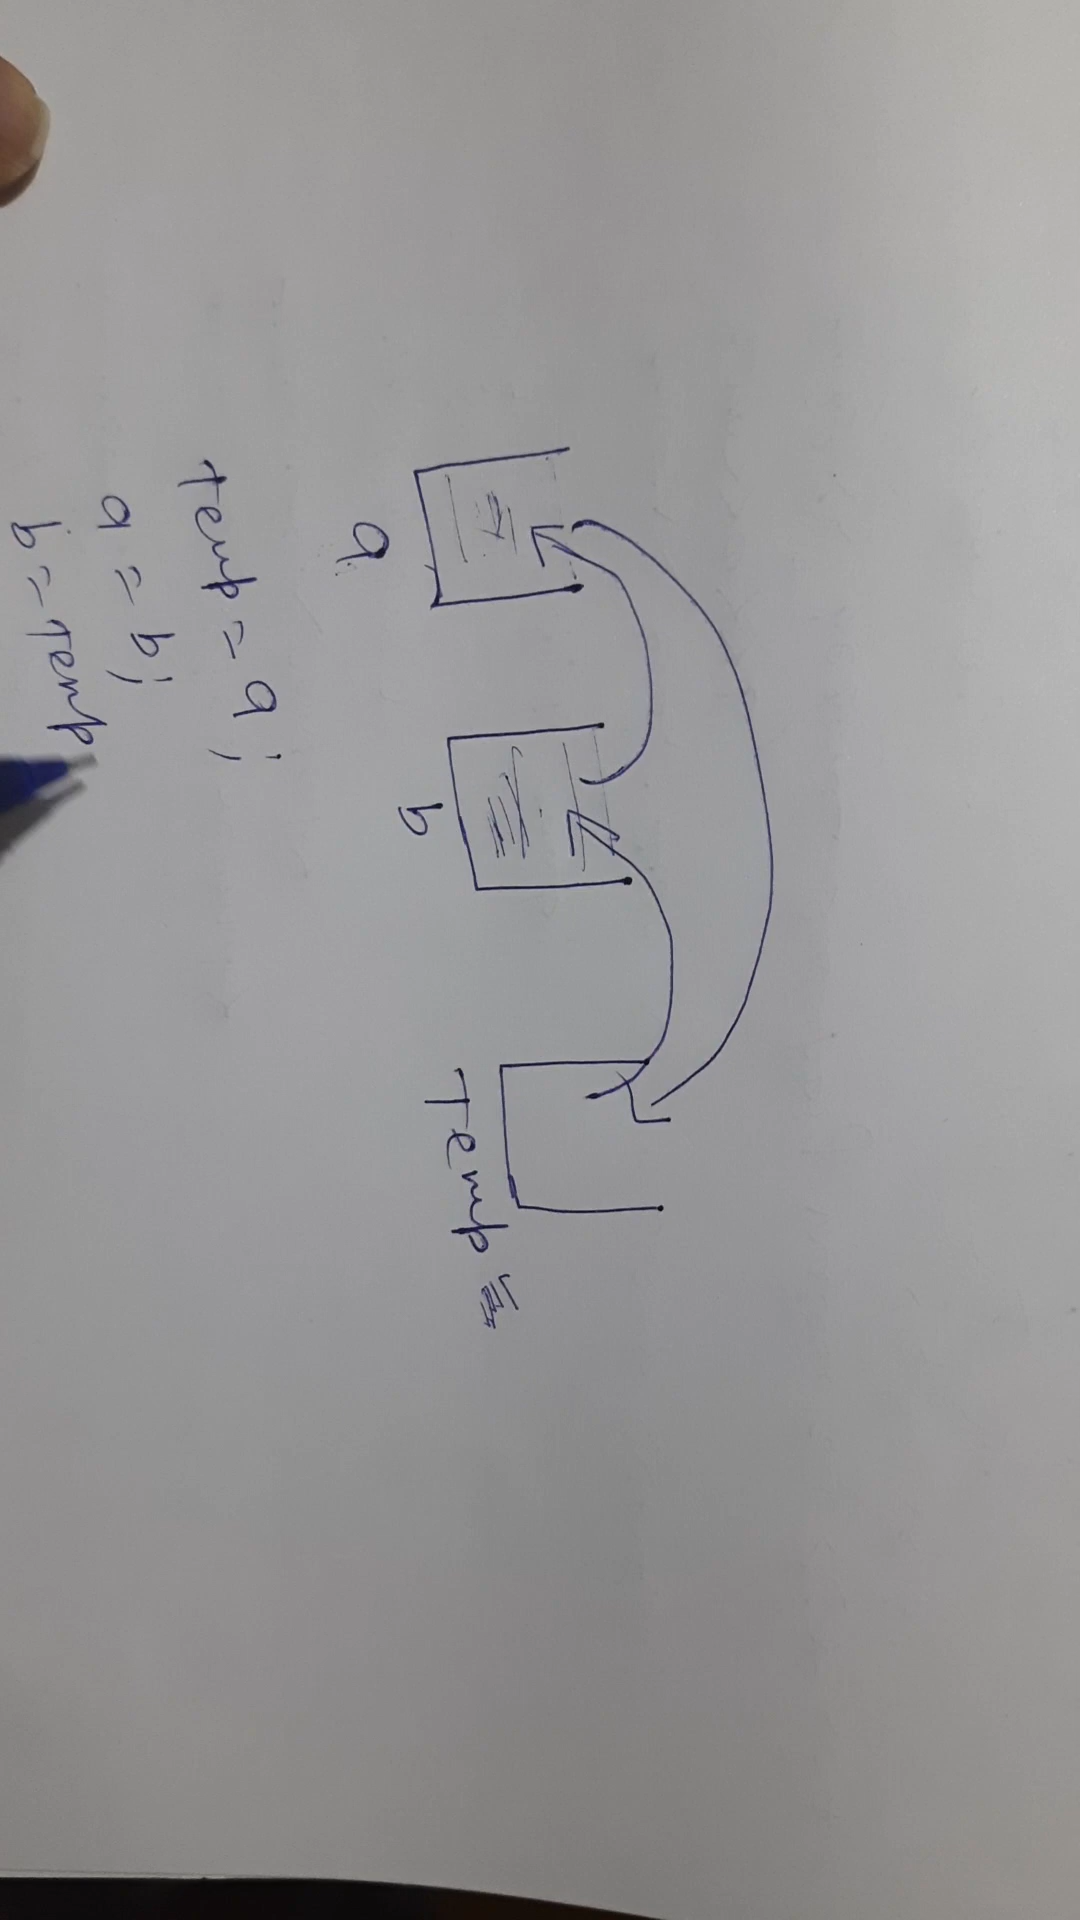 a
b
Temp
temp = a;
a = b;
b = temp